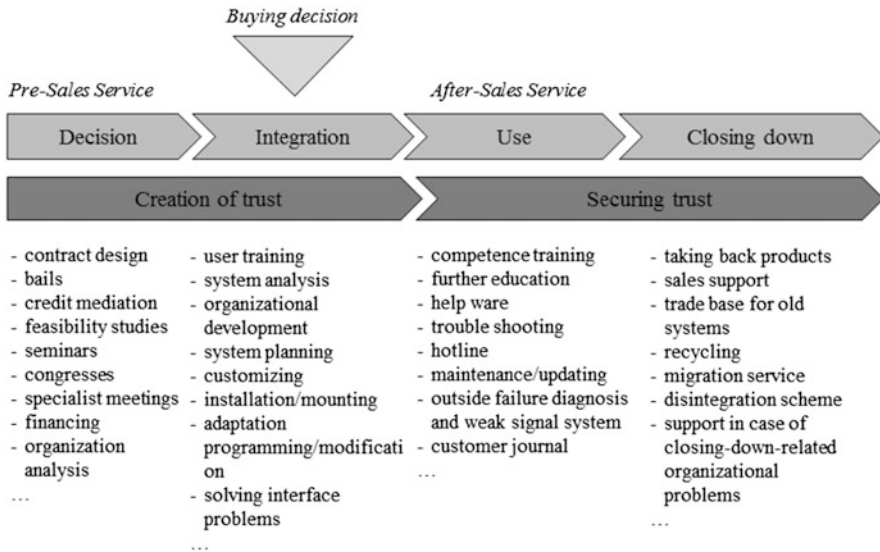 Buying decision
Pre-Sales Service
After-Sales Service
Decision
Integration
Use
Closing down
Creation of trust
Securing trust
- contract design
- bails
- credit mediation
- feasibility studies
- seminars
- congresses
- specialist meetings
- financing
- organization
analysis
...
- user training
- system analysis
- organizational
development
- system planning
- customizing
- installation/mounting
- adaptation
programming/modificati
on
- solving interface
problems
...
- competence training
- further education
- help ware
- trouble shooting
- hotline
- maintenance/updating
- outside failure diagnosis
and weak signal system
- customer journal
...
- taking back products
- sales support
- trade base for old
systems
- recycling
- migration service
- disintegration scheme
- support in case of
closing-down-related
organizational
problems
...